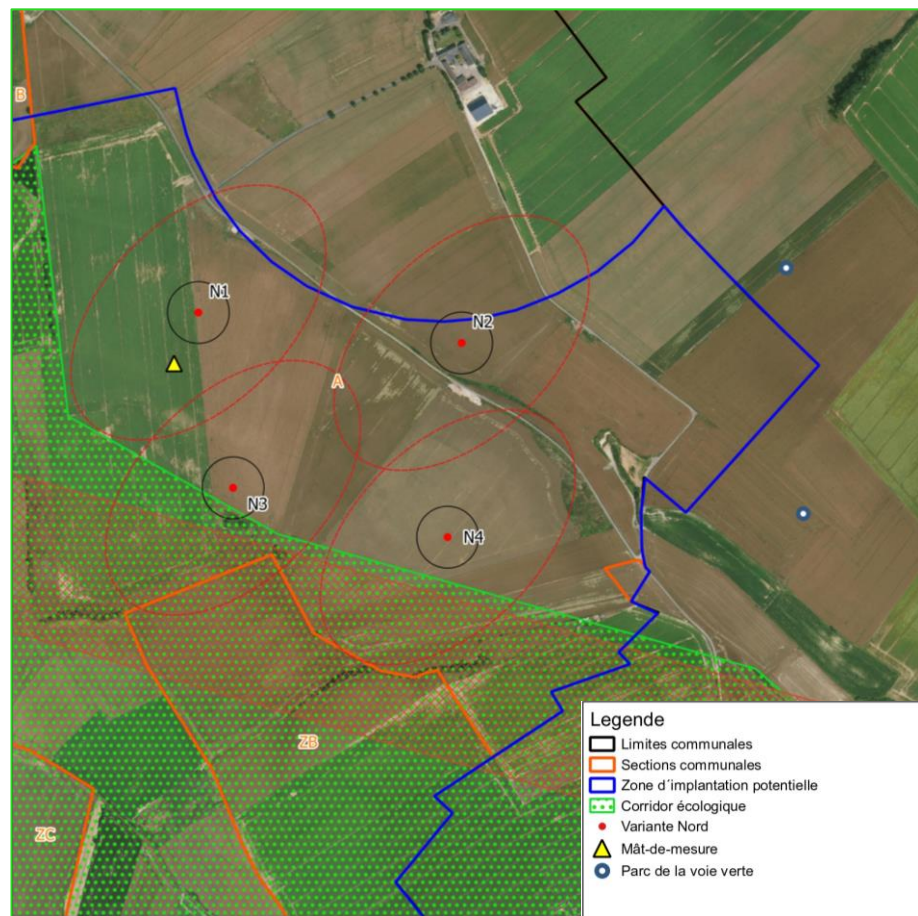 B
N1
N2
A
N3
N4
ZB
ZC
Legende
Limites communales
Sections communales
Zone d´implantation potentielle
Corridor écologique
Variante Nord
Mât-de-mesure
Parc de la voie verte